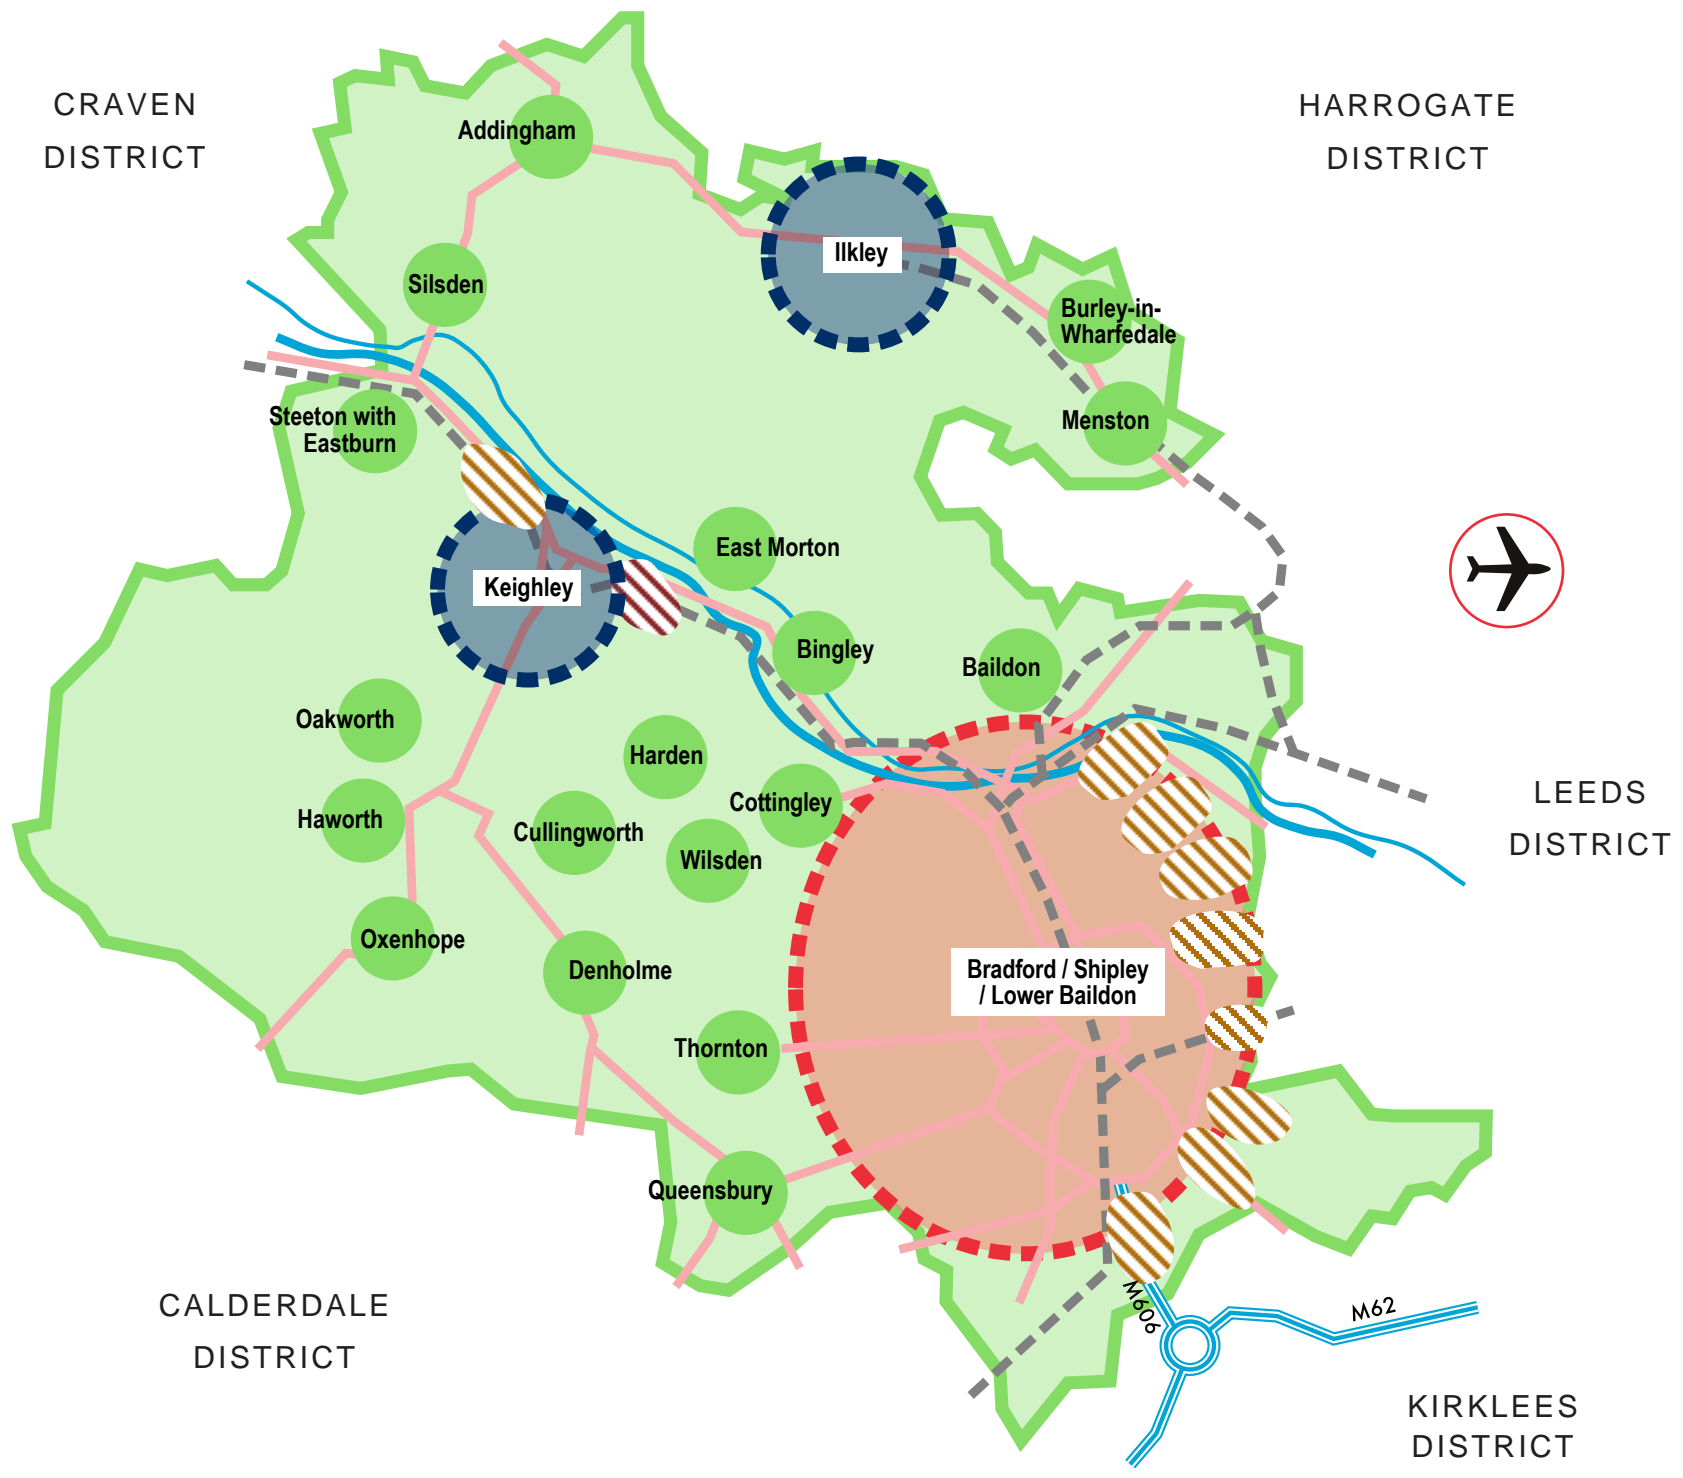 CRAVEN
DISTRICT
HARROGATE
DISTRICT
Addingham
Ilkley
Silsden
Burley-in-
Wharfedale
Steeton with
Eastburn
Menston
East Morton
Keighley
Bingley
Baildon
Oakworth
Harden
Cottingley
Haworth
Cullingworth
Wilsden
LEEDS
DISTRICT
Oxenhope
Denholme
Bradford / Shipley
/ Lower Baildon
Thornton
Queensbury
CALDERDALE
DISTRICT
M606
M62
KIRKLEES
DISTRICT